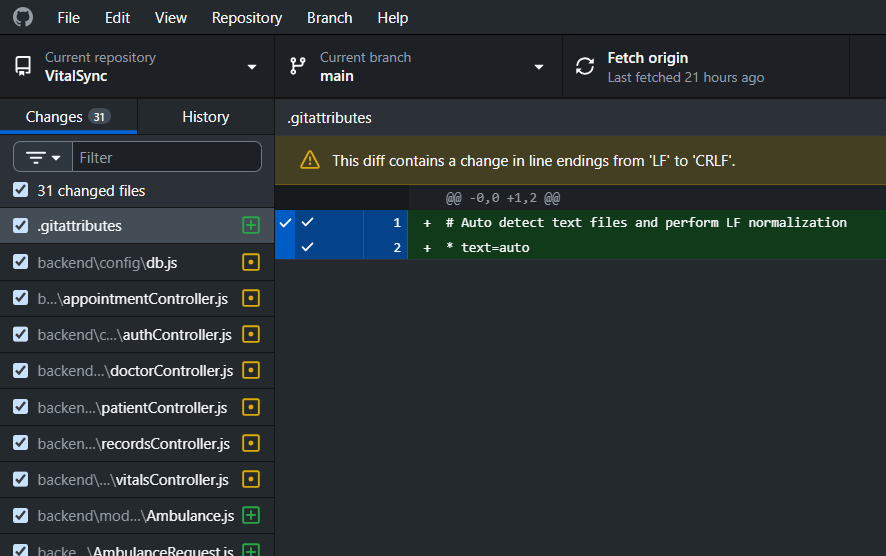 File Edit View Repository Branch Help
Current repository
VitalSync
Current branch
main
Fetch origin
Last fetched 21 hours ago
Changes 31
History
Filter
31 changed files
.gitattributes
backend\config\db.js
b...\appointmentController.js
backend\c...\authController.js
backend...\doctorController.js
backen...\patientController.js
backen...\recordsController.js
backend\...\vitalsController.js
backend\mod...\Ambulance.js
backe...\AmbulanceRequest.js
.gitattributes
This diff contains a change in line endings from 'LF' to 'CRLF'.
@@ -0,0 +1,2 @@
1 + # Auto detect text files and perform LF normalization
2 + * text=auto